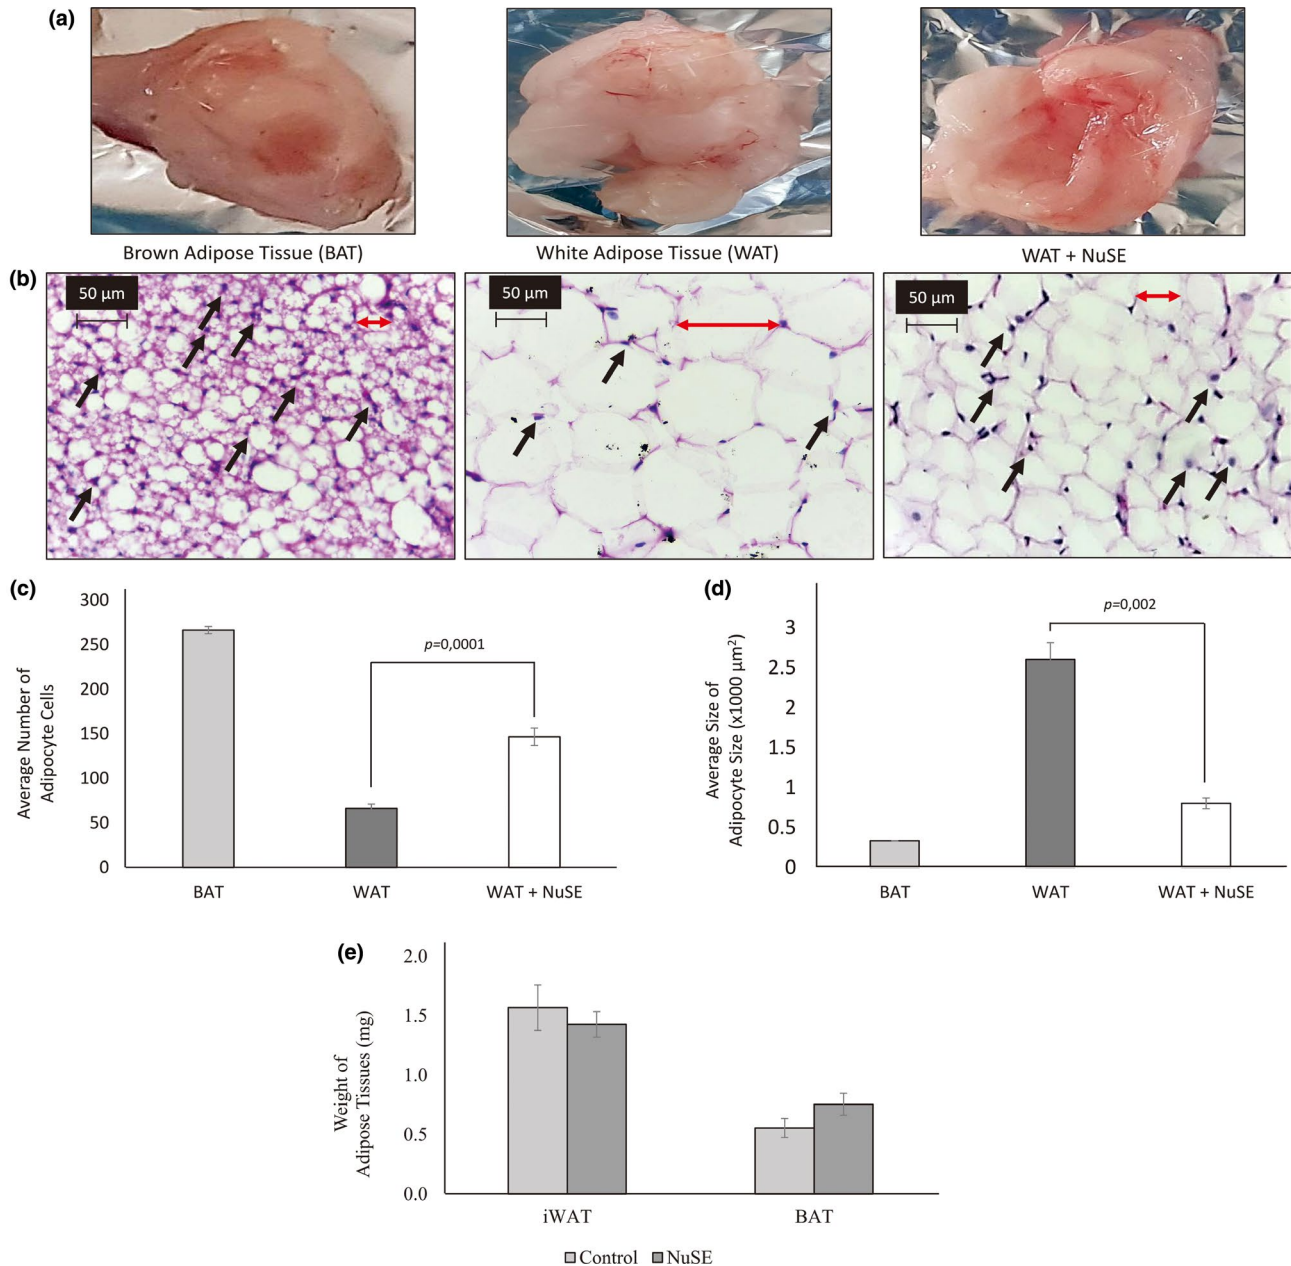 (a)
Brown Adipose Tissue (BAT)
White Adipose Tissue (WAT)
WAT + NuSE
(b)
50 µm
50 µm
50 µm
(c)
Average Number of
Adipocyte Cells
300
250
200
150
100
50
0
p=0,0001
BAT
WAT
WAT + NuSE
(d)
Average Size of
Adipocyte Size (x1000 µm²)
3
2.5
2
1.5
1
0.5
0
p=0,002
BAT
WAT
WAT + NuSE
(e)
Weight of
Adipose Tissues (mg)
2.0
1.5
1.0
0.5
0.0
iWAT
BAT
Control
NuSE